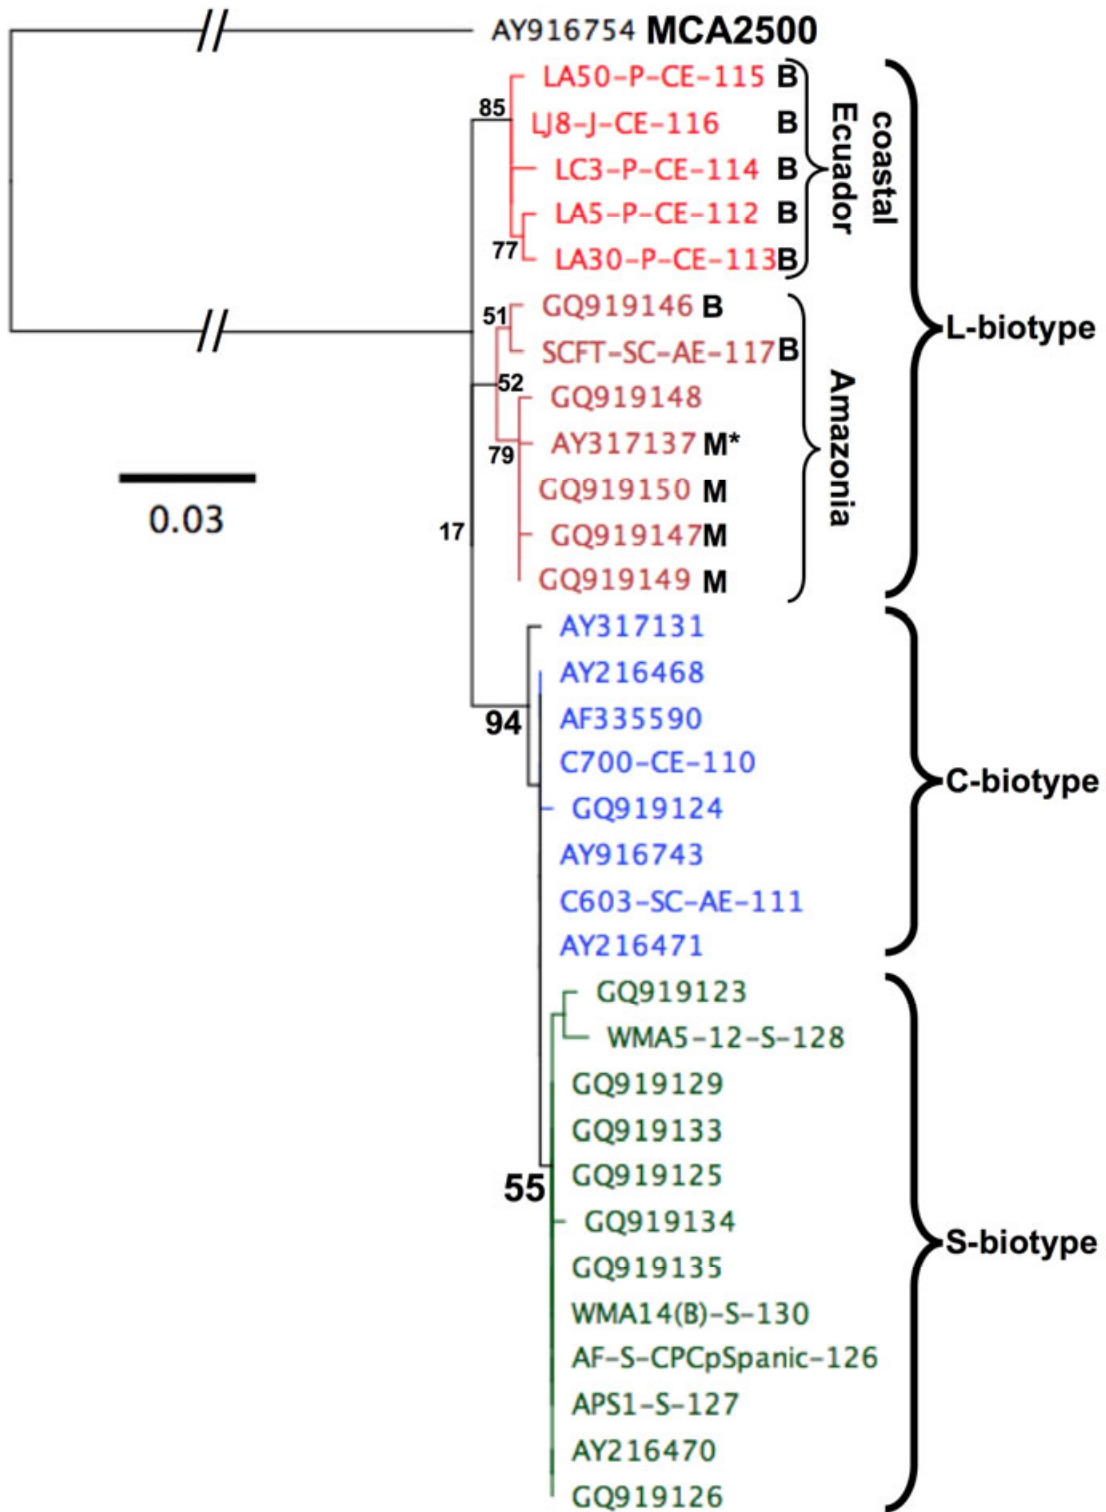 AY916754 MCA2500
LA50-P-CE-115 B
85
LJ8-J-CE-116 B
LC3-P-CE-114 B
LA5-P-CE-112 B
77
LA30-P-CE-113 B
coastal
Ecuador
GQ919146 B
51
SCFT-SC-AE-117 B
52
GQ919148
AY317137 M*
79
GQ919150 M
GQ919147 M
GQ919149 M
Amazonia
L-biotype
0.03
17
AY317131
AY216468
AF335590
94
C700-CE-110
GQ919124
AY916743
C603-SC-AE-111
AY216471
C-biotype
GQ919123
WMA5-12-S-128
GQ919129
GQ919133
GQ919125
55
GQ919134
GQ919135
WMA14(B)-S-130
AF-S-CPCpSpanic-126
APS1-S-127
AY216470
GQ919126
S-biotype